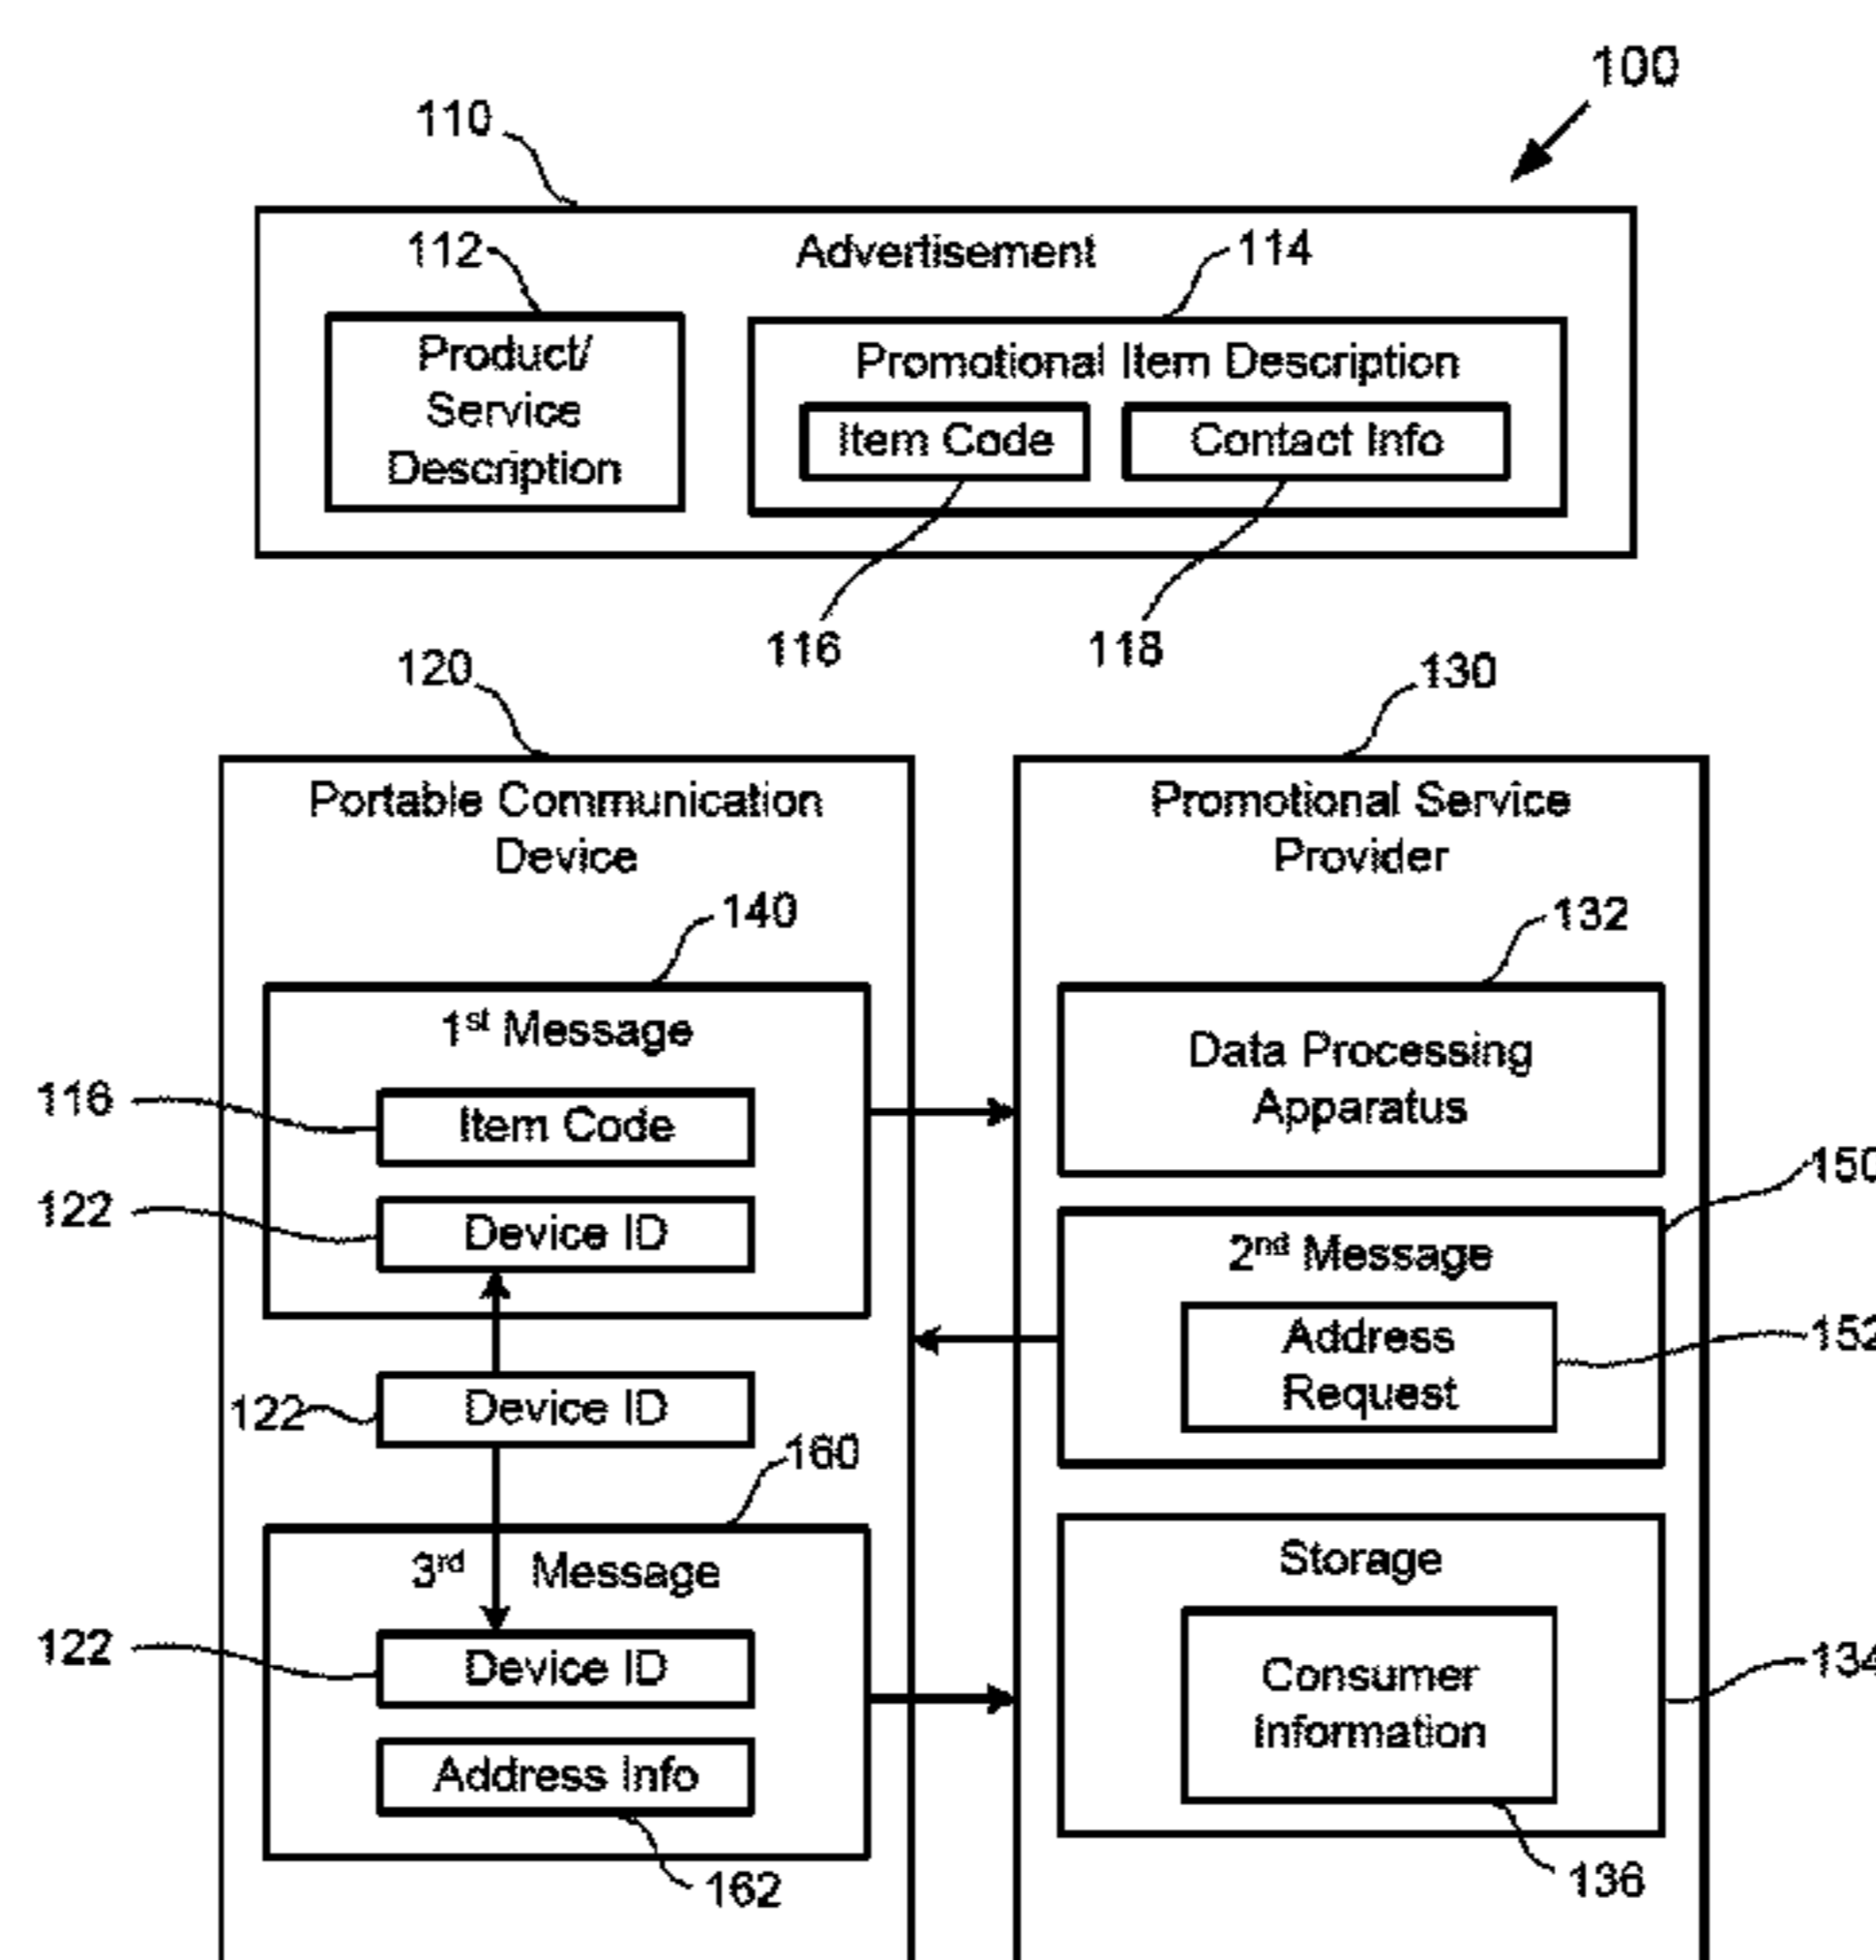 100
110
112
Advertisement
114
Product/
Service
Description
Promotional Item Description
Item Code
Contact Info
116
118
120
130
Portable Communication
Device
Promotional Service
Provider
140
132
1st Message
Data Processing
Apparatus
116
Item Code
150
122
Device ID
2nd Message
Address
Request
152
122
Device ID
160
3rd Message
Storage
122
Device ID
Consumer
Information
134
Address Info
162
136